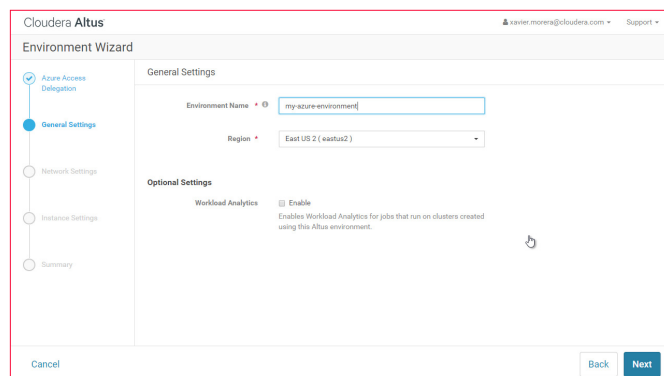 Cloudera Altus
xavier.morera@cloudera.com
Support
Environment Wizard
Azure Access
Delegation
General Settings
Network Settings
Instance Settings
Summary
General Settings
Environment Name *
my-azure-environment
Region *
East US 2 ( eastus2 )
Optional Settings
Workload Analytics
Enable
Enables Workload Analytics for jobs that run on clusters created
using this Altus environment.
Cancel
Back
Next